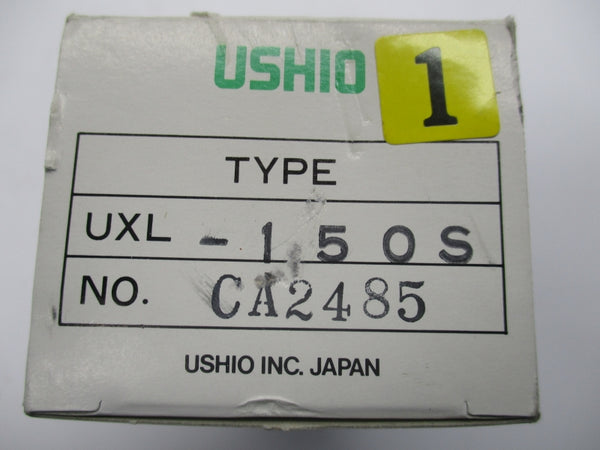 USHIO
1
TYPE
UXL -150S
NO. CA2485
USHIO INC. JAPAN